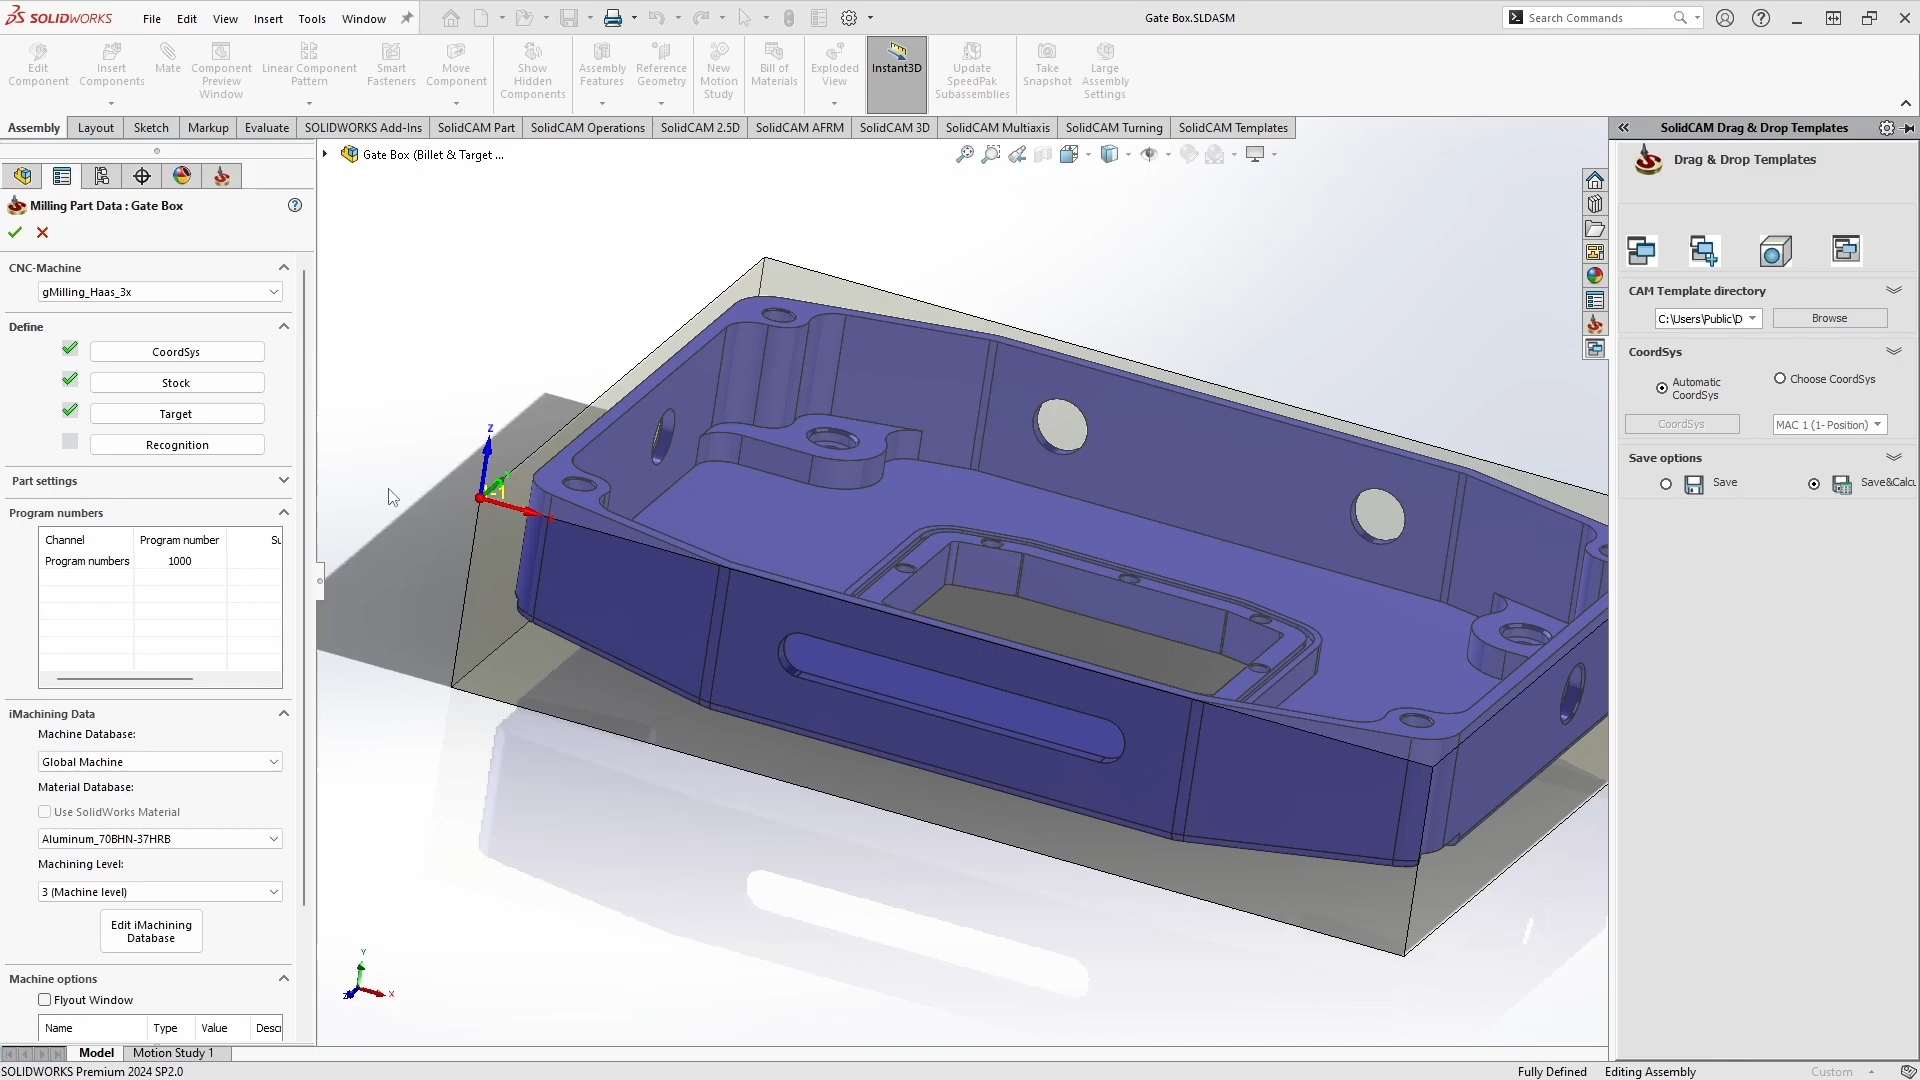 SOLIDWORKS
File Edit View Insert Tools Window
Gate Box.SLDASM
Search Commands
Edit Component
Insert Components
Mate
Component Preview Window
Linear Component Pattern
Smart Fasteners
Move Component
Show Hidden Components
Assembly Features
Reference Geometry
New Motion Study
Bill of Materials
Exploded View
Instant3D
Update SpeedPak Subassemblies
Take Snapshot
Large Assembly Settings
Assembly Layout Sketch Markup Evaluate SOLIDWORKS Add-Ins SolidCAM Part SolidCAM Operations SolidCAM 2.5D SolidCAM AFRM SolidCAM 3D SolidCAM Multiaxis SolidCAM Turning SolidCAM Templates
Gate Box (Billet & Target ...
Milling Part Data : Gate Box
CNC-Machine
gMilling_Haas_3x
Define
CoordSys
Stock
Target
Recognition
Part settings
Program numbers
Channel Program number Su
Program numbers 1000
iMachining Data
Machine Database:
Global Machine
Material Database:
Use SolidWorks Material
Aluminum_70BHN-37HRB
Machining Level:
3 (Machine level)
Edit iMachining Database
Machine options
Flyout Window
Name Type Value Descr
Z
Y
X
Z
SolidCAM Drag & Drop Templates
Drag & Drop Templates
CAM Template directory
C:\Users\Public\D
Browse
CoordSys
Automatic CoordSys
Choose CoordSys
CoordSys
MAC 1 (1- Position)
Save options
Save
Save&Calcu
Model Motion Study 1
SOLIDWORKS Premium 2024 SP2.0
Fully Defined Editing Assembly Custom